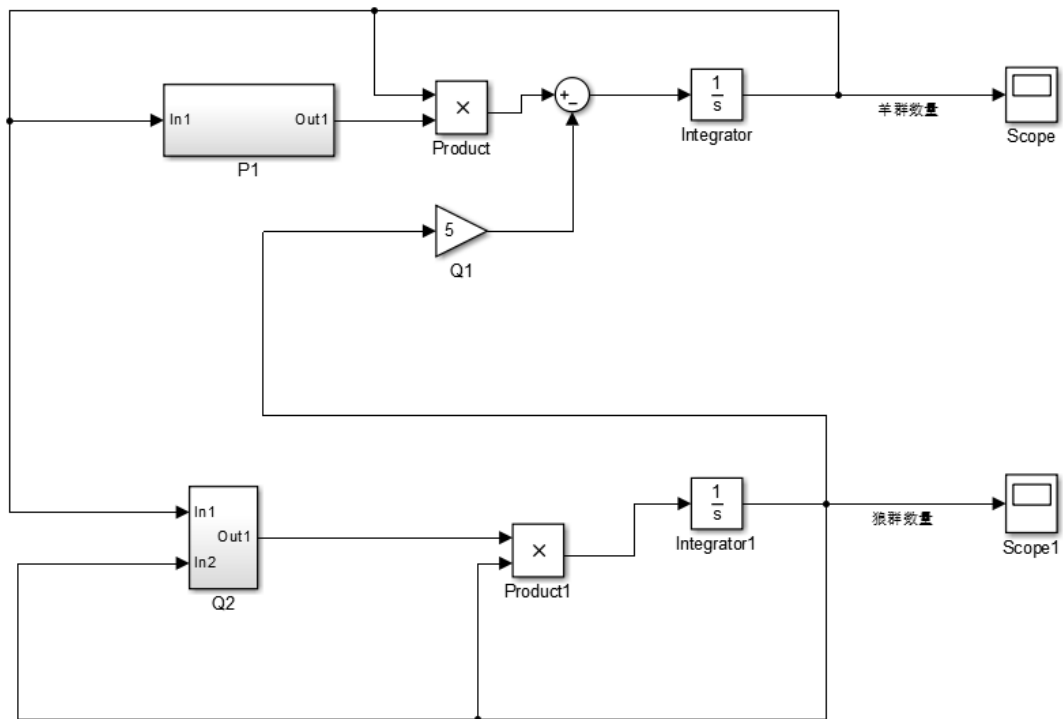 In1
Out1
P1
×
Product
+
−
1
s
Integrator
羊群数量
Scope
5
Q1
In1
Out1
In2
Q2
×
Product1
1
s
Integrator1
狼群数量
Scope1